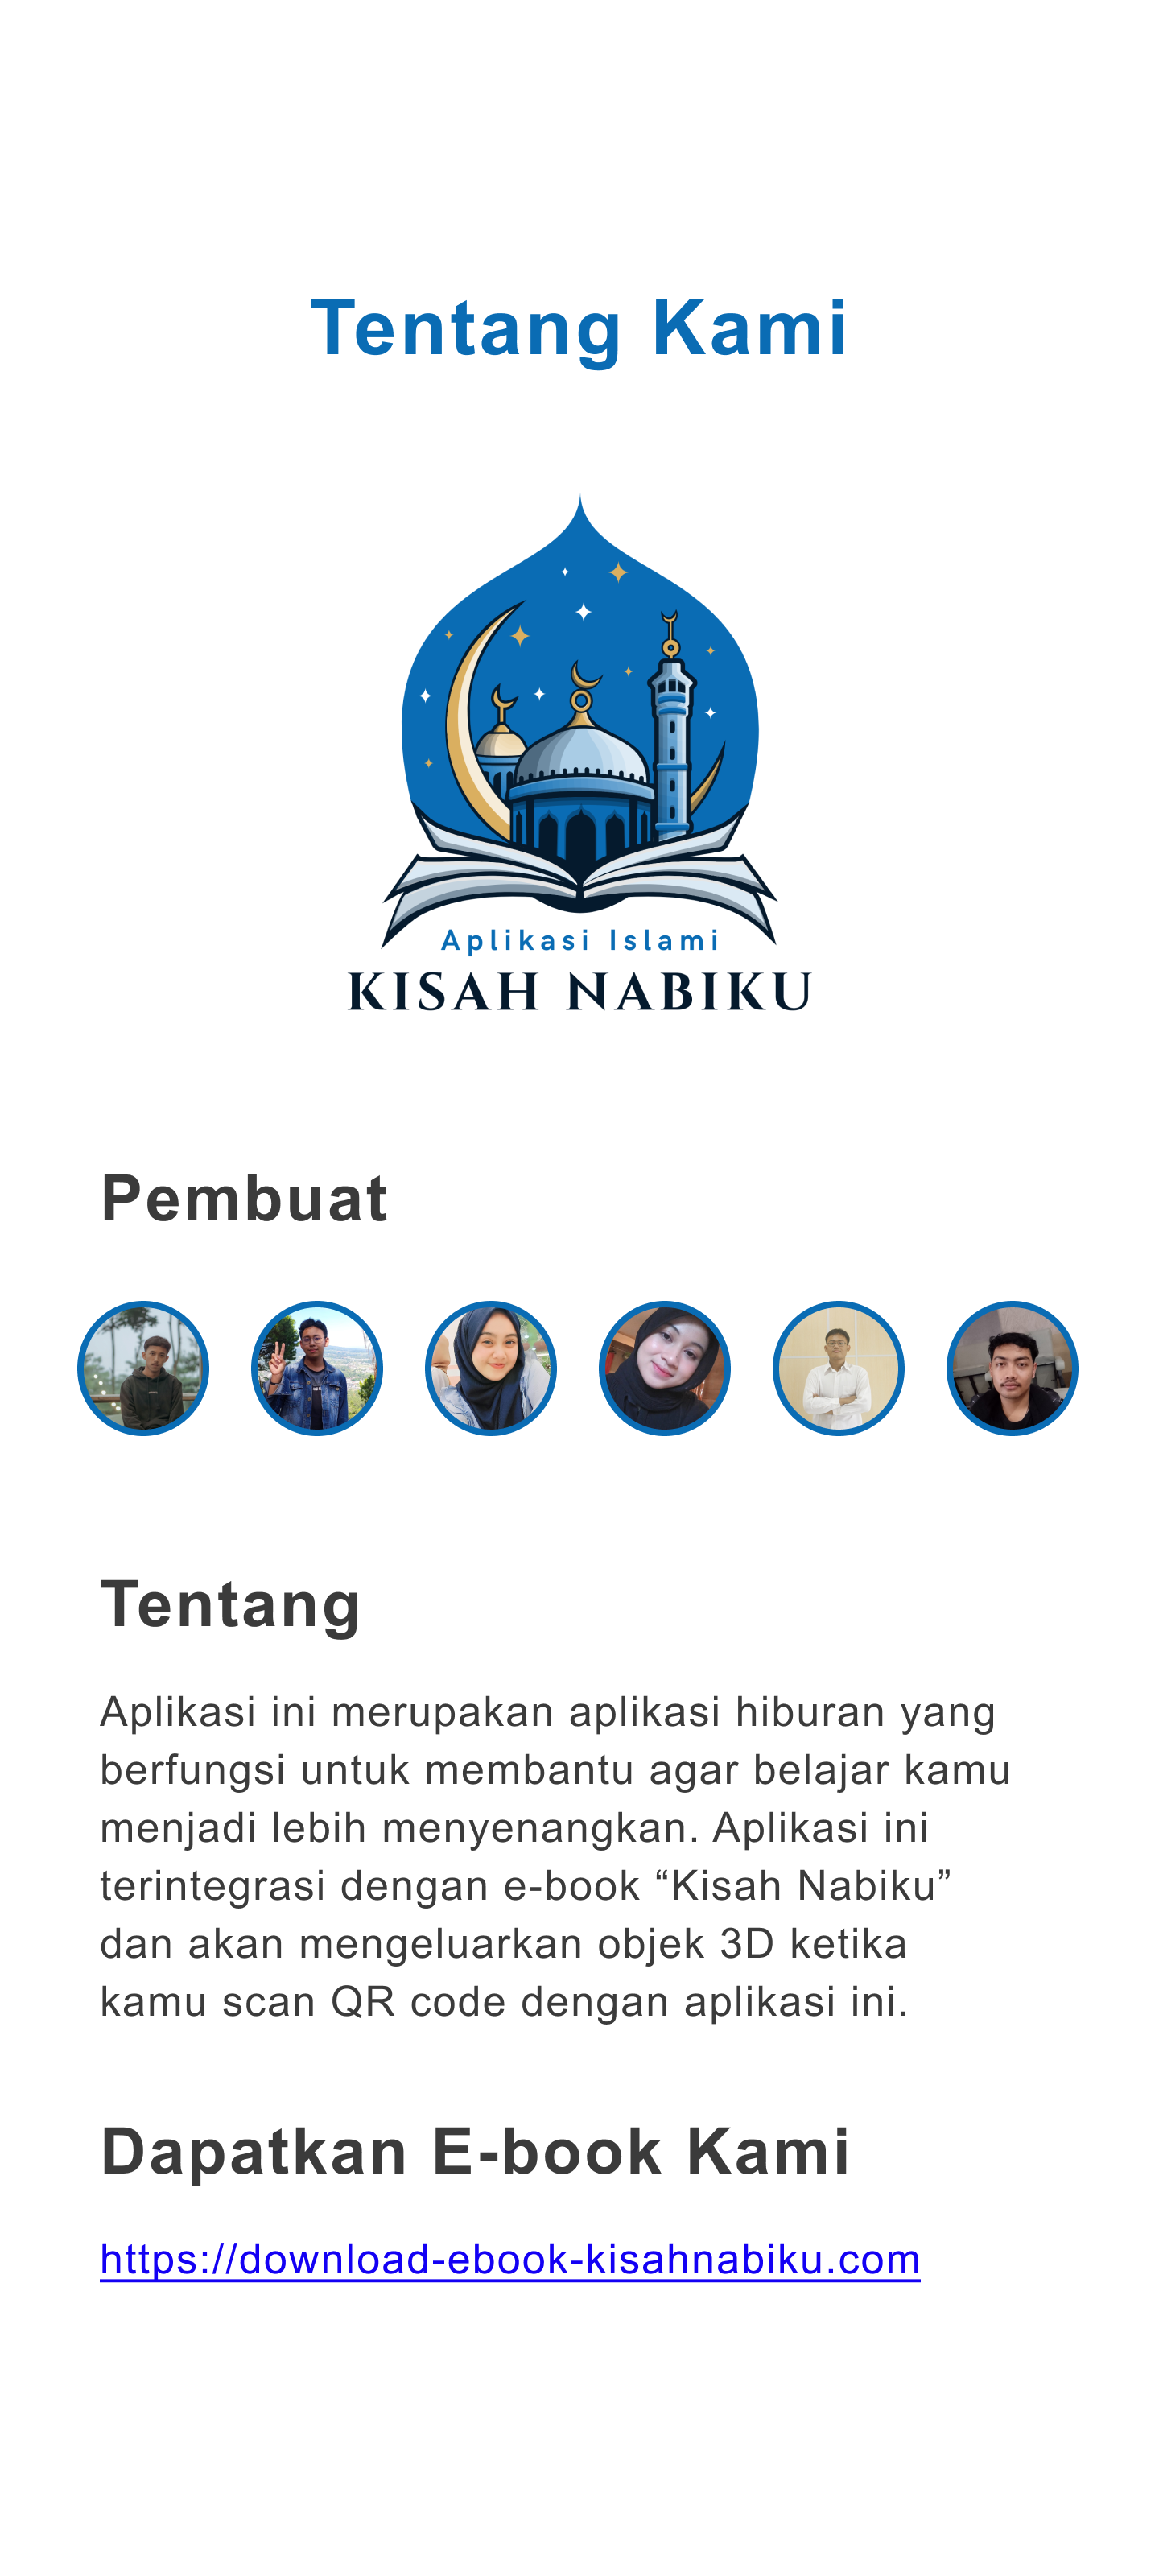 Tentang Kami
Aplikasi Islami
KISAH NABIKU
Pembuat
Tentang
Aplikasi ini merupakan aplikasi hiburan yang
berfungsi untuk membantu agar belajar kamu
menjadi lebih menyenangkan. Aplikasi ini
terintegrasi dengan e-book “Kisah Nabiku”
dan akan mengeluarkan objek 3D ketika
kamu scan QR code dengan aplikasi ini.
Dapatkan E-book Kami
https://download-ebook-kisahnabiku.com